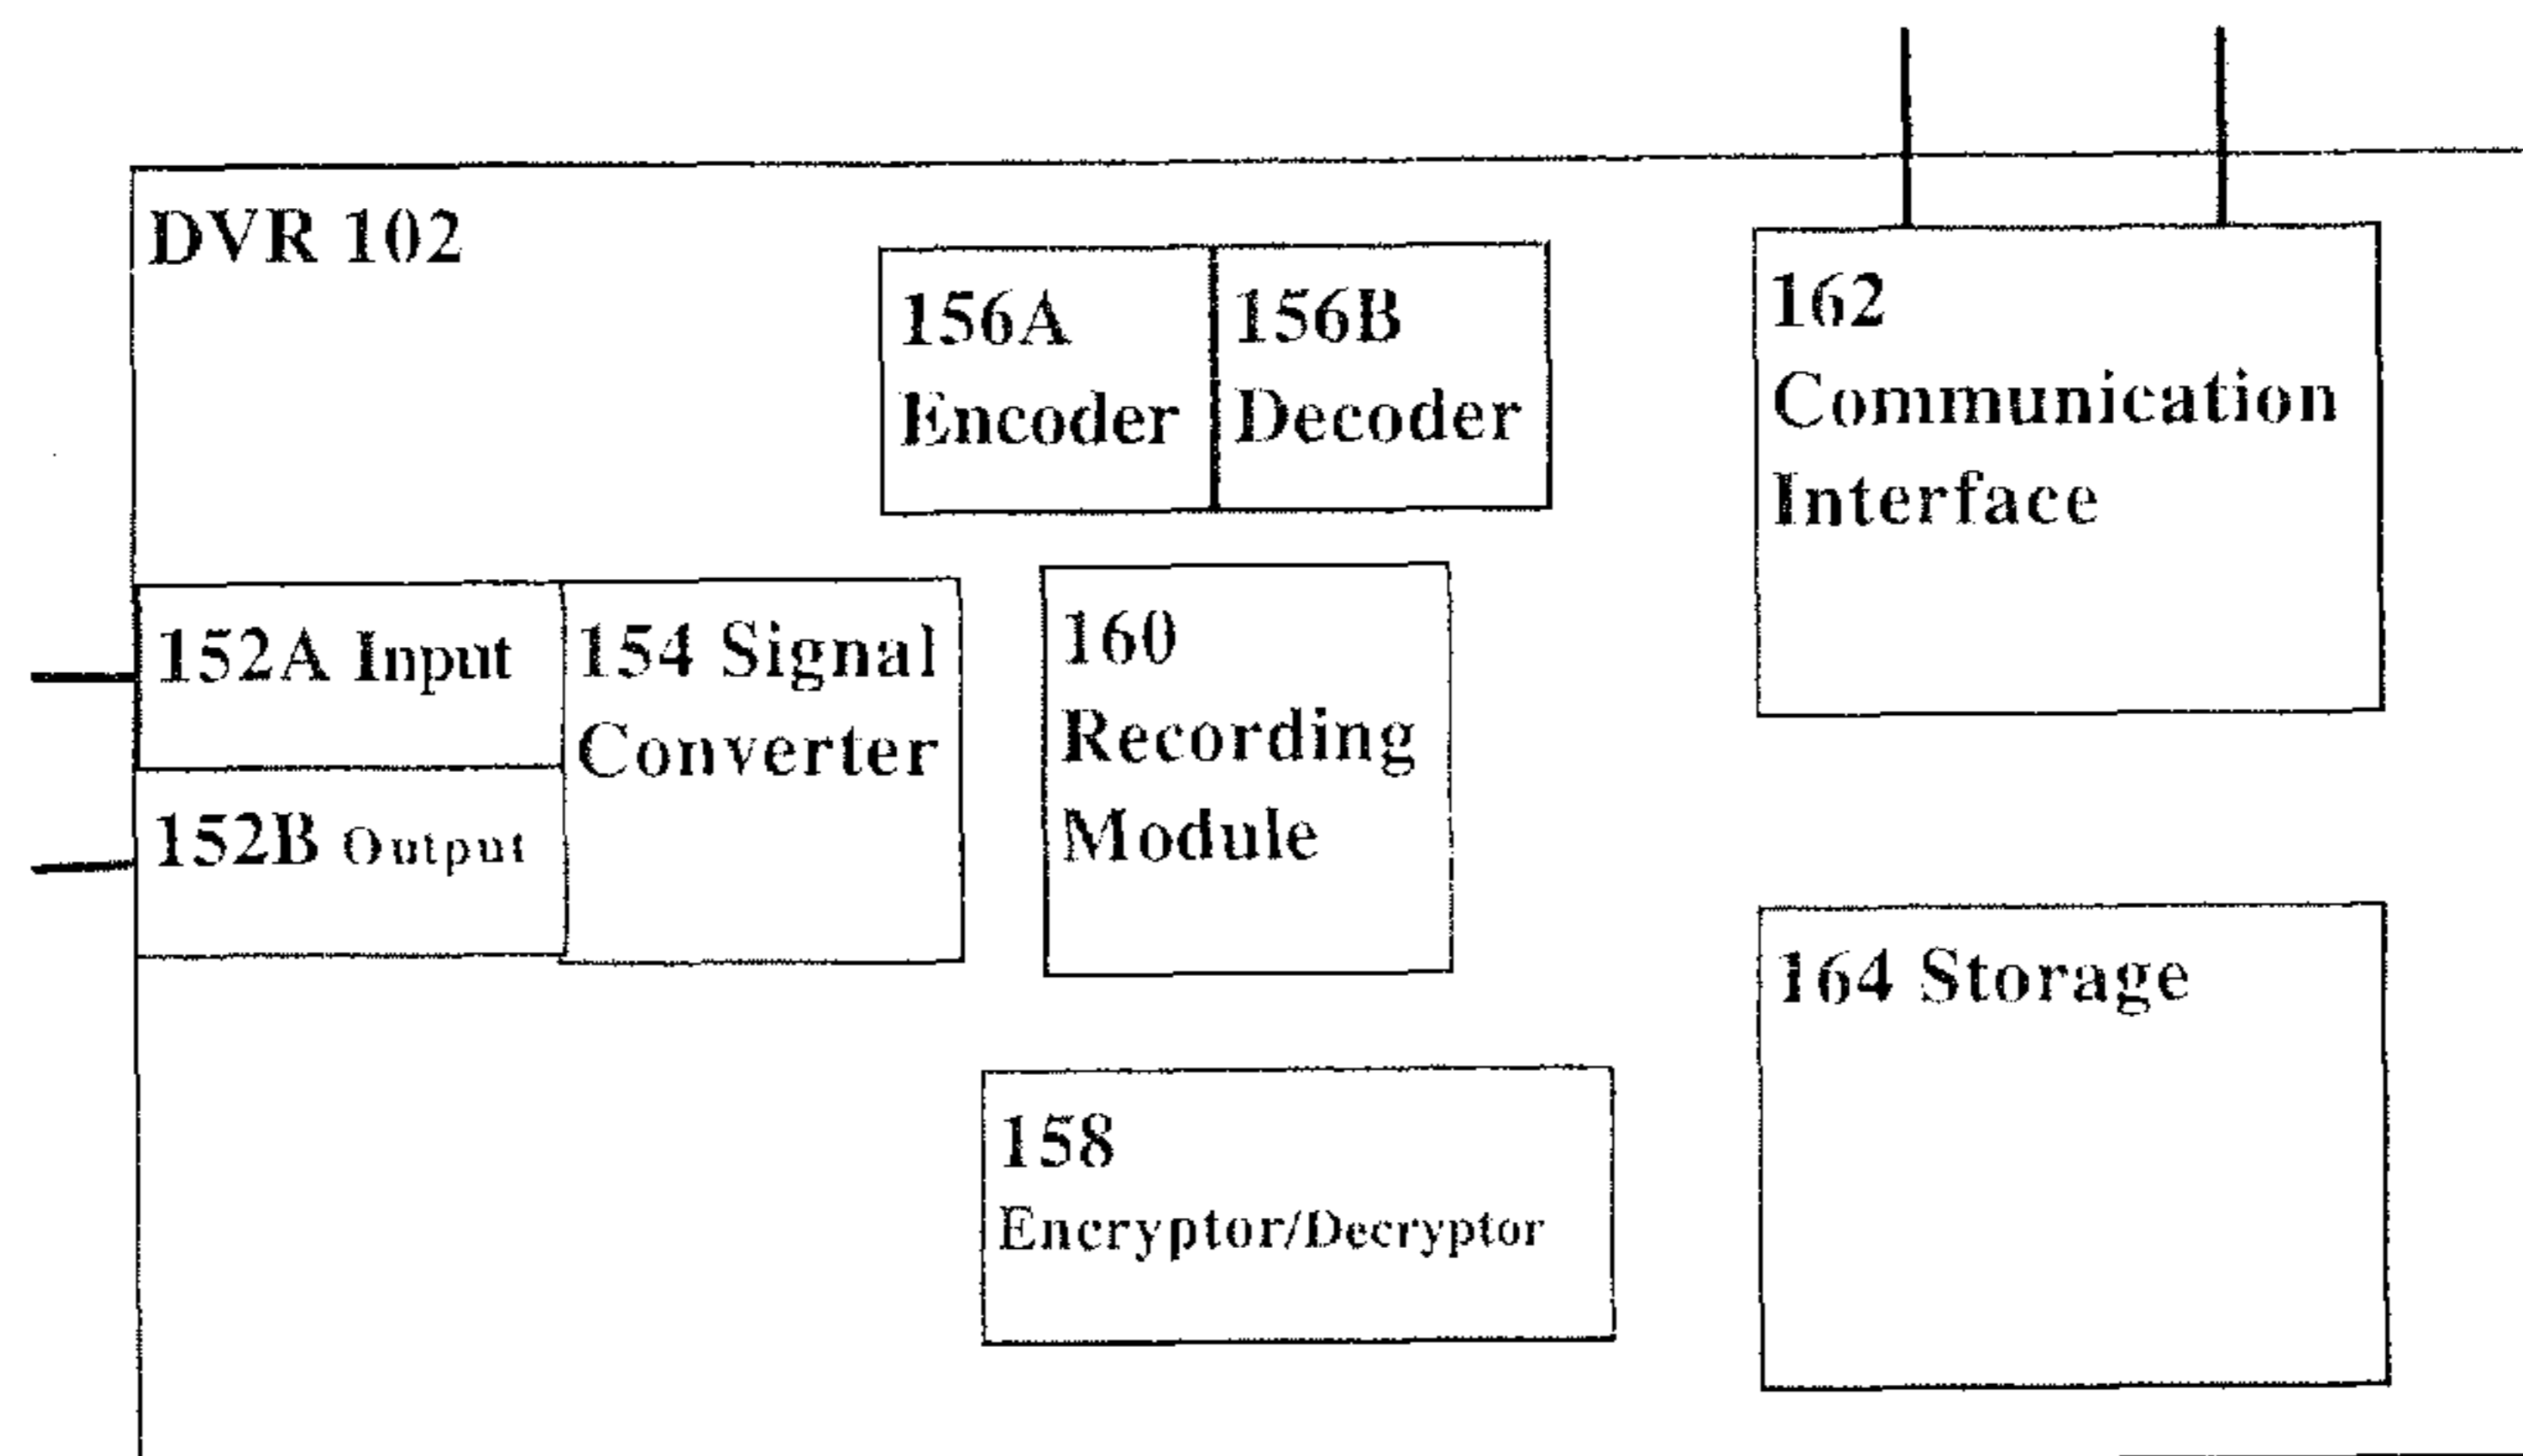 DVR 102
156A
Encoder
156B
Decoder
162
Communication
Interface
152A Input
152B Output
154 Signal
Converter
160
Recording
Module
164 Storage
158
Encryptor/Decryptor